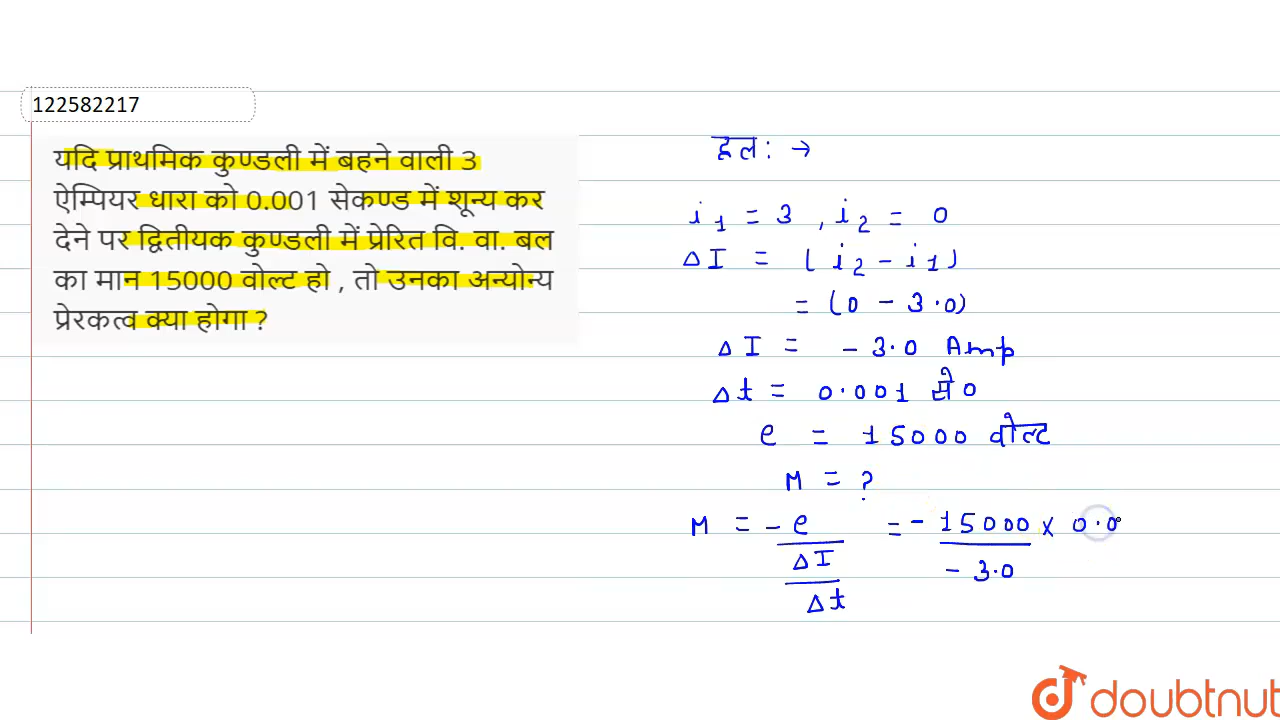 122582217
यदि प्राथमिक कुण्डली में बहने वाली 3
ऐम्पियर धारा को 0.001 सेकण्ड में शून्य कर
देने पर द्वितीयक कुण्डली में प्रेरित वि. वा. बल
का मान 15000 वोल्ट हो , तो उनका अन्योन्य
प्रेरकत्व क्या होगा ?
हल: →
i1 = 3 , i2 = 0
ΔI = (i2 - i1)
= (0 - 3.0)
ΔI = - 3.0 Amp
Δt = 0.001 से0
e = 15000 वोल्ट
M = ?
M = - e = - 15000 × 0.0
ΔI - 3.0
Δt
doubtnut